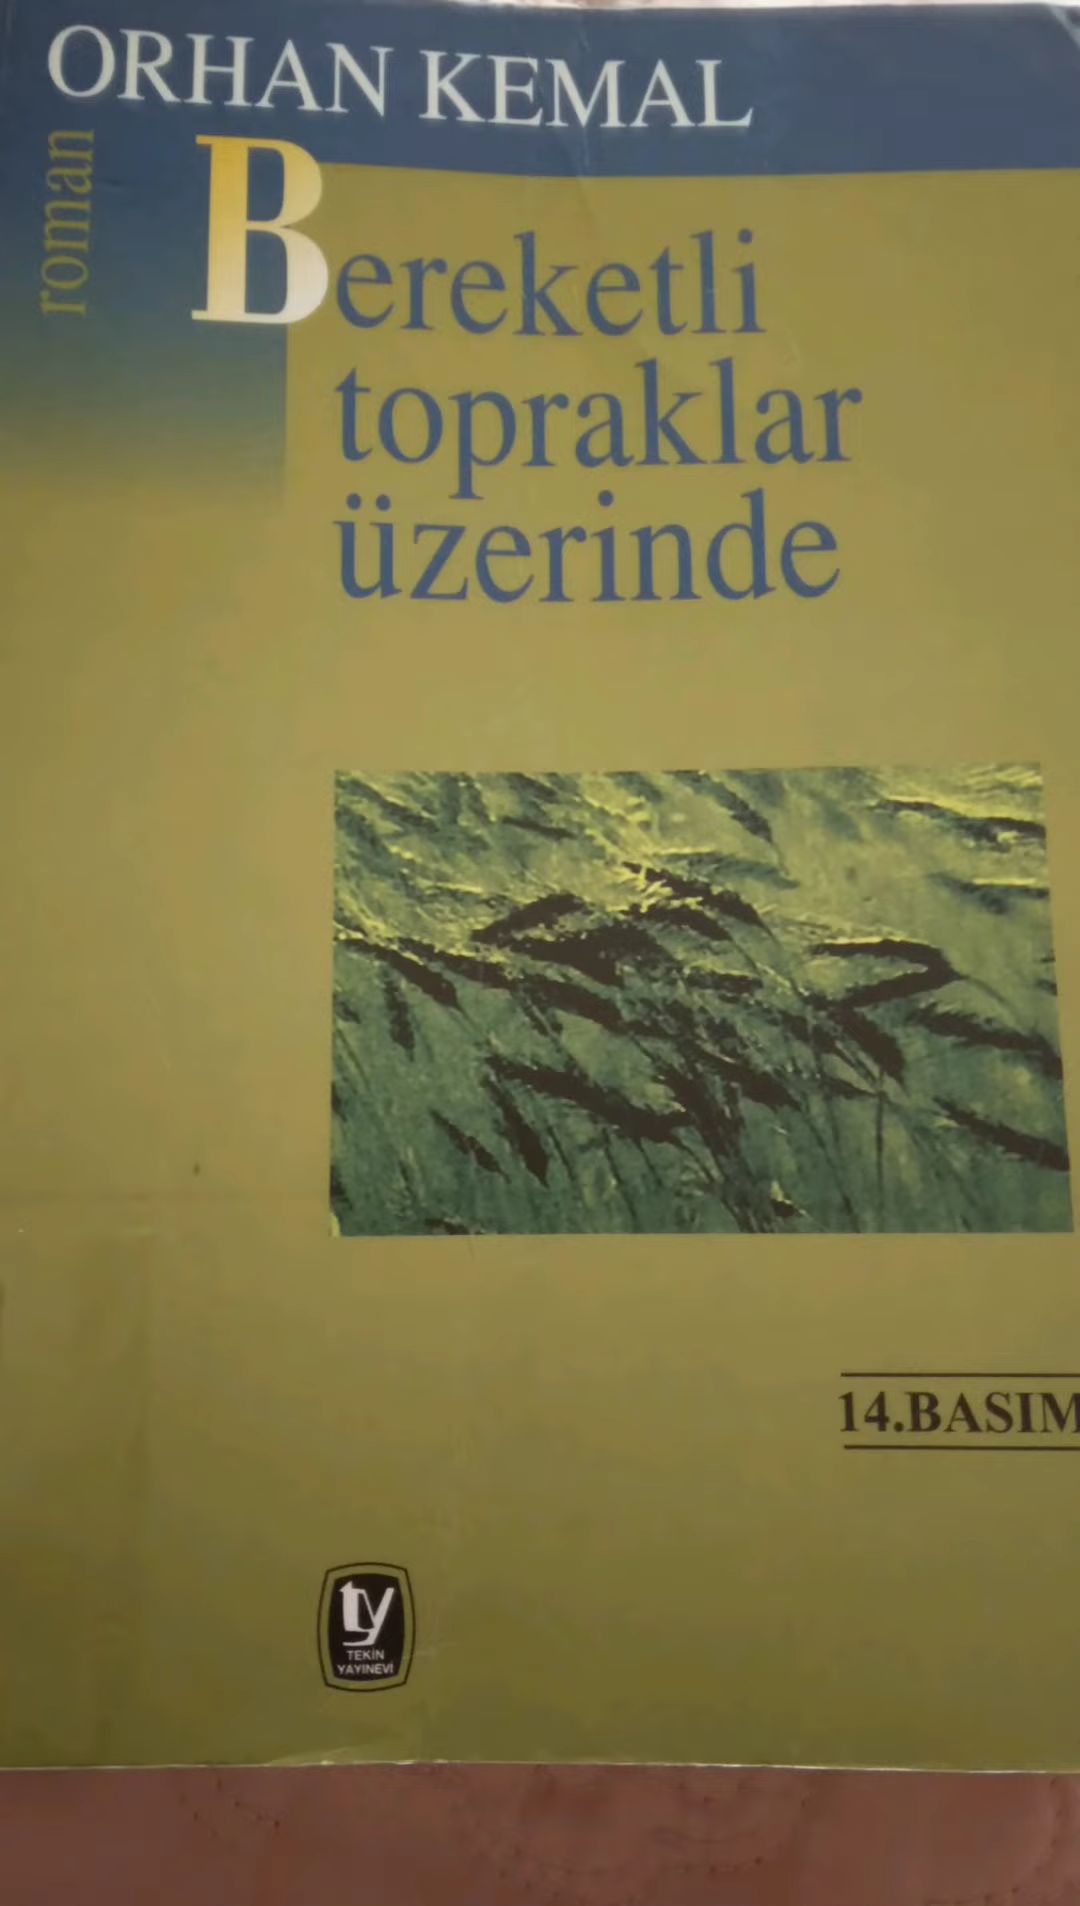 ORHAN KEMAL
roman
Bereketli
topraklar
üzerinde
14.BASIM
ty
TEKİN
YAYINEVİ